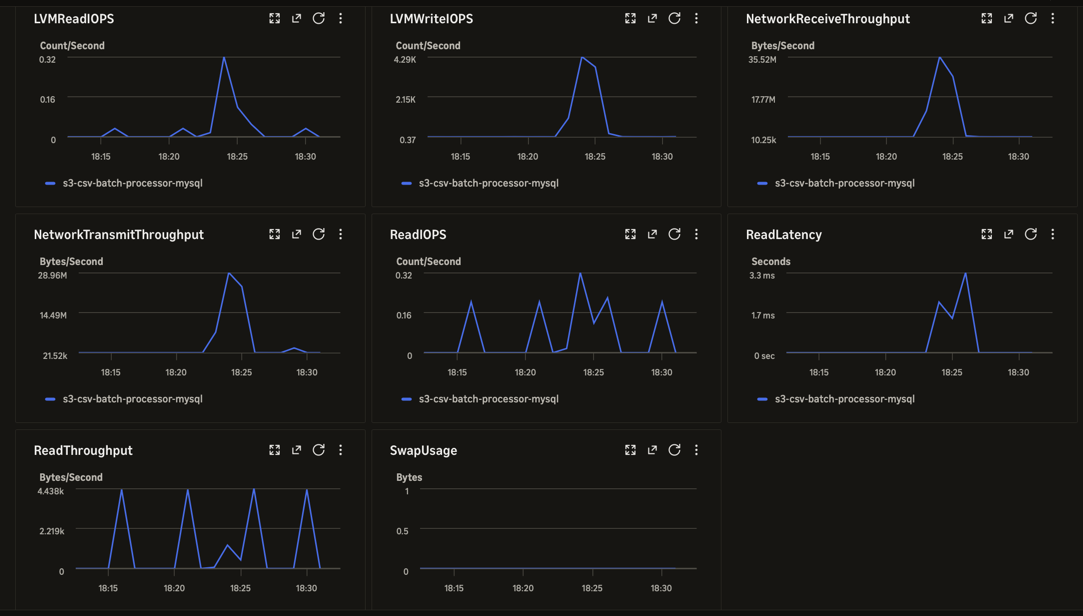 LVMReadIOPS
Count/Second
0.32
0.16
0
18:15 18:20 18:25 18:30
s3-csv-batch-processor-mysql
LVMWriteIOPS
Count/Second
4.29K
2.15K
0.37
18:15 18:20 18:25 18:30
s3-csv-batch-processor-mysql
NetworkReceiveThroughput
Bytes/Second
35.52M
17.77M
10.25k
18:15 18:20 18:25 18:30
s3-csv-batch-processor-mysql
NetworkTransmitThroughput
Bytes/Second
28.96M
14.49M
21.52k
18:15 18:20 18:25 18:30
s3-csv-batch-processor-mysql
ReadIOPS
Count/Second
0.32
0.16
0
18:15 18:20 18:25 18:30
s3-csv-batch-processor-mysql
ReadLatency
Seconds
3.3 ms
1.7 ms
0 sec
18:15 18:20 18:25 18:30
s3-csv-batch-processor-mysql
ReadThroughput
Bytes/Second
4.438k
2.219k
0
18:15 18:20 18:25 18:30
SwapUsage
Bytes
1
0.5
0
18:15 18:20 18:25 18:30